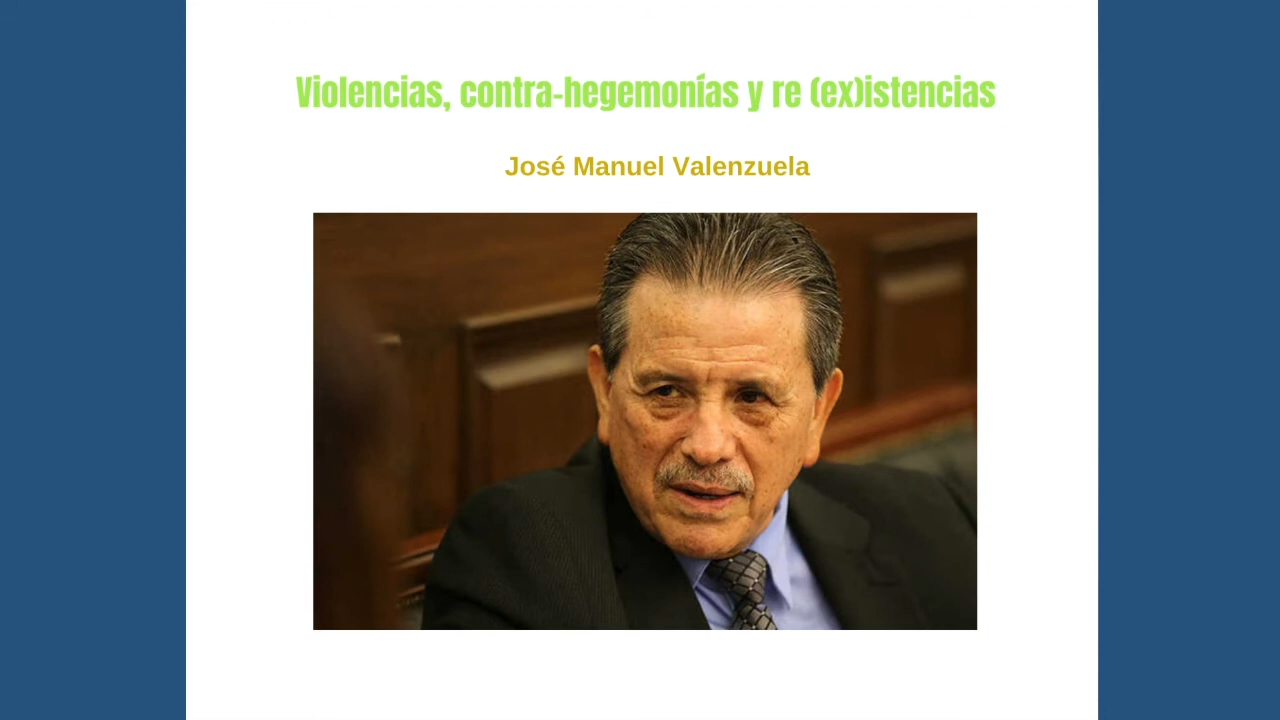 Violencias, contra-hegemonías y re (ex)istencias
José Manuel Valenzuela